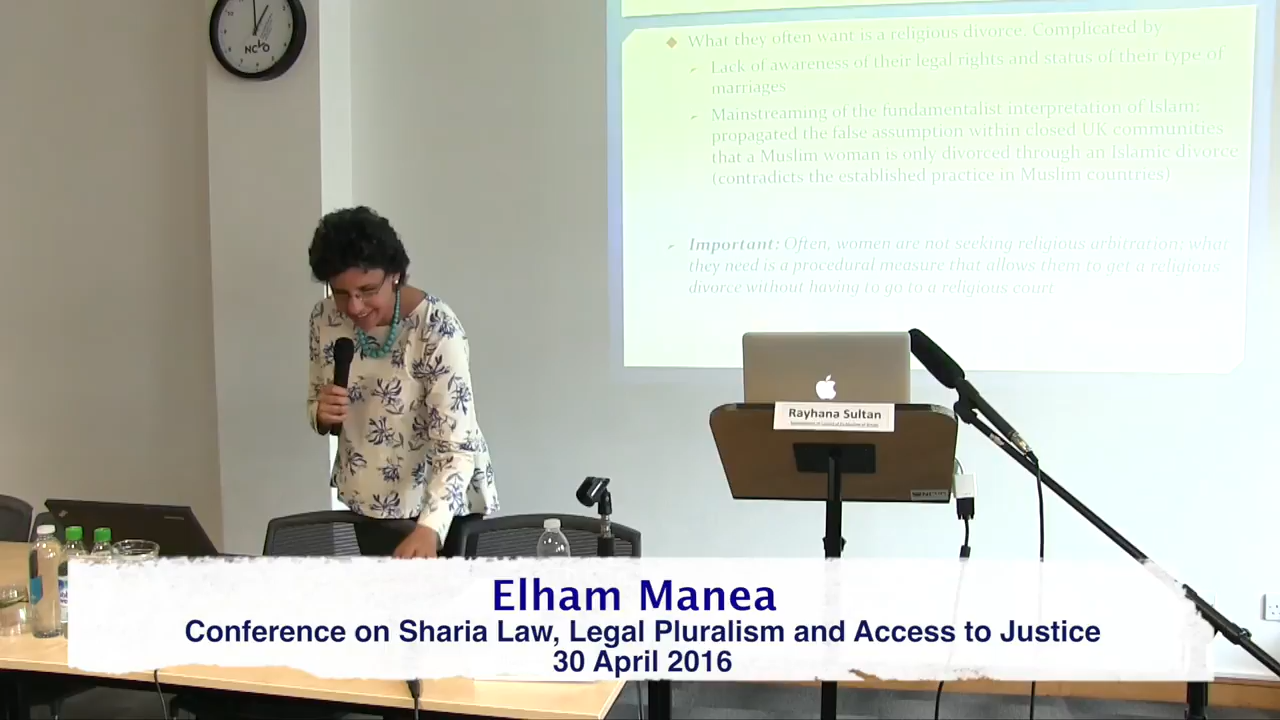 NCVO
What they often want is a religious divorce. Complicated by
Lack of awareness of their legal rights and status of their type of
marriages
Mainstreaming of the fundamentalist interpretation of Islam:
propagated the false assumption within closed UK communities
that a Muslim woman is only divorced through an Islamic divorce
(contradicts the established practice in Muslim countries)
Important: Often, women are not seeking religious arbitration; what
they need is a procedural measure that allows them to get a religious
divorce without having to go to a religious court
Rayhana Sultan
Elham Manea
Conference on Sharia Law, Legal Pluralism and Access to Justice
30 April 2016